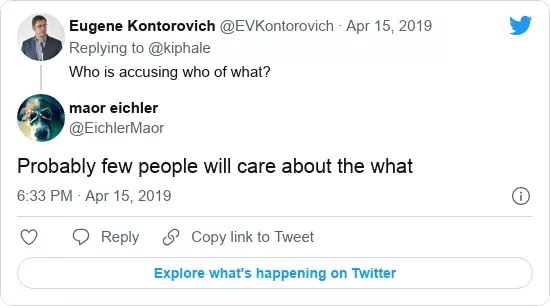 Eugene Kontorovich @EVKontorovich · Apr 15, 2019
Replying to @kiphale
Who is accusing who of what?
maor eichler
@EichlerMaor
Probably few people will care about the what
6:33 PM · Apr 15, 2019
Reply
Copy link to Tweet
Explore what's happening on Twitter